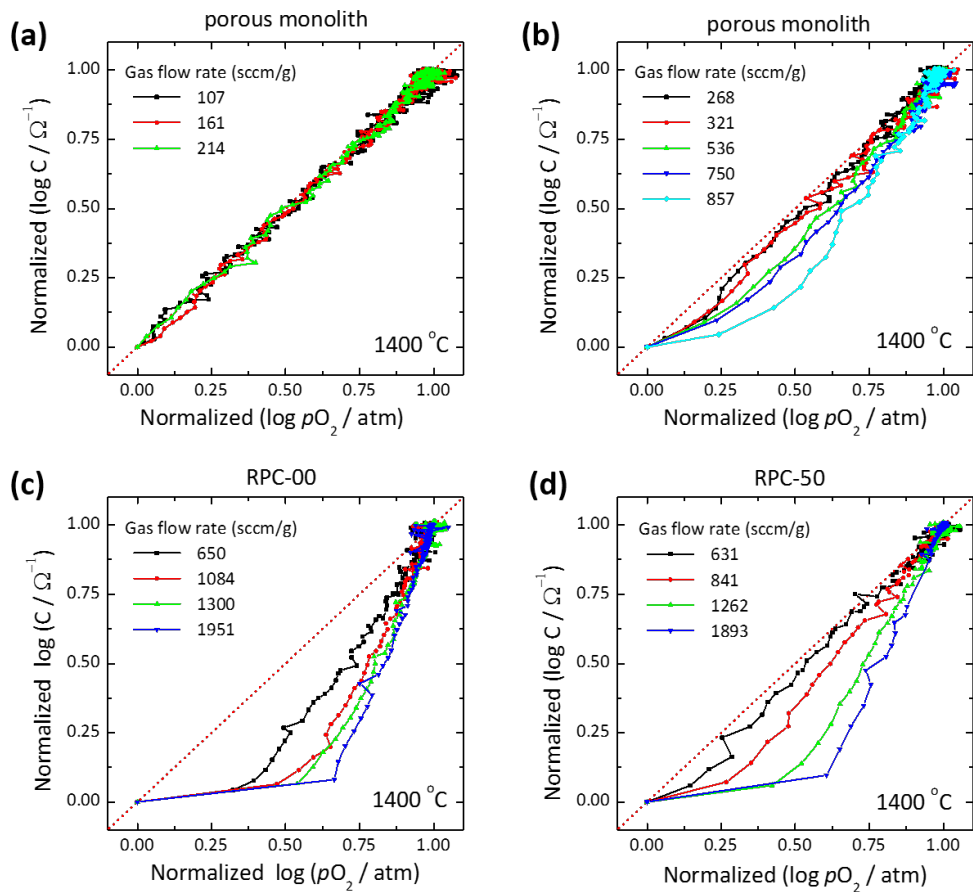 (a)
porous monolith
Gas flow rate (sccm/g)
107
161
214
1400 °C
1.00
0.75
0.50
0.25
0.00
0.00 0.25 0.50 0.75 1.00
Normalized (log C / Ω⁻¹)
Normalized (log pO₂ / atm)
(b)
porous monolith
Gas flow rate (sccm/g)
268
321
536
750
857
1400 °C
1.00
0.75
0.50
0.25
0.00
0.00 0.25 0.50 0.75 1.00
Normalized (log C / Ω⁻¹)
Normalized (log pO₂ / atm)
(c)
RPC-00
Gas flow rate (sccm/g)
650
1084
1300
1951
1400 °C
1.00
0.75
0.50
0.25
0.00
0.00 0.25 0.50 0.75 1.00
Normalized log (C / Ω⁻¹)
Normalized log (pO₂ / atm)
(d)
RPC-50
Gas flow rate (sccm/g)
631
841
1262
1893
1400 °C
1.00
0.75
0.50
0.25
0.00
0.00 0.25 0.50 0.75 1.00
Normalized (log C / Ω⁻¹)
Normalized (log pO₂ / atm)